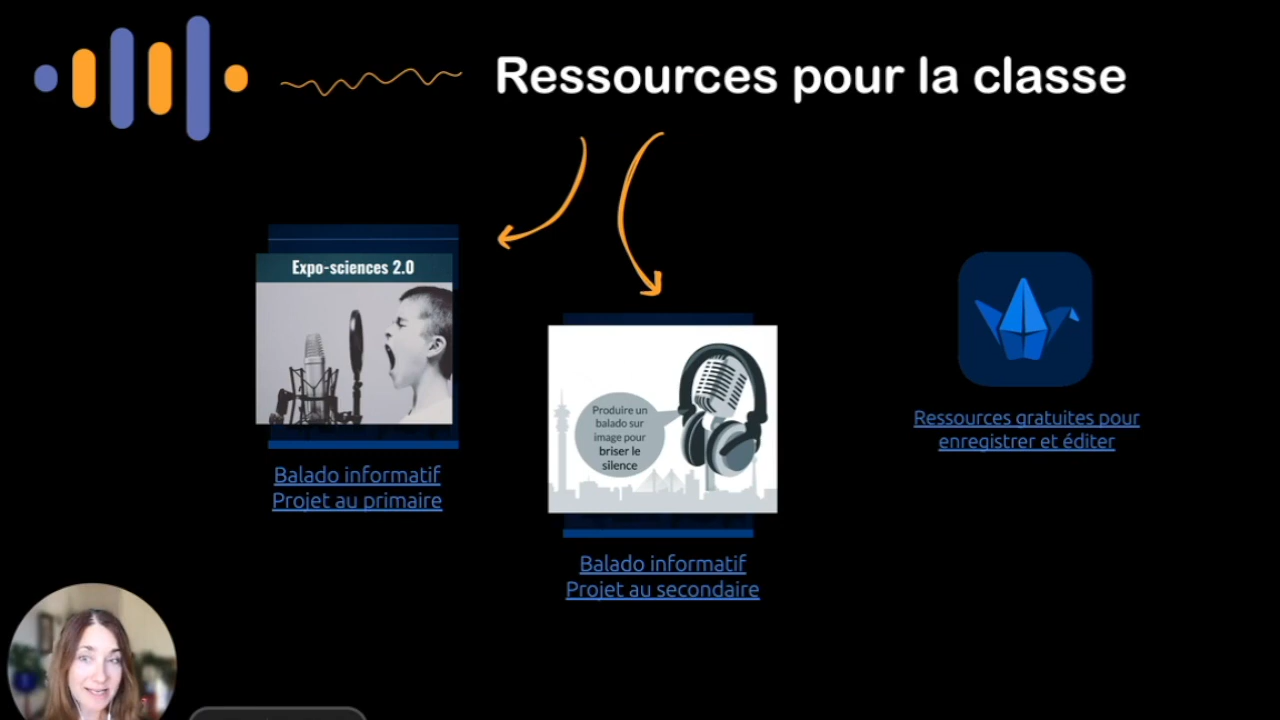 Ressources pour la classe
Expo-sciences 2.0
Balado informatif
Projet au primaire
Produire un
balado sur
image pour
briser le
silence
Balado informatif
Projet au secondaire
Ressources gratuites pour
enregistrer et éditer